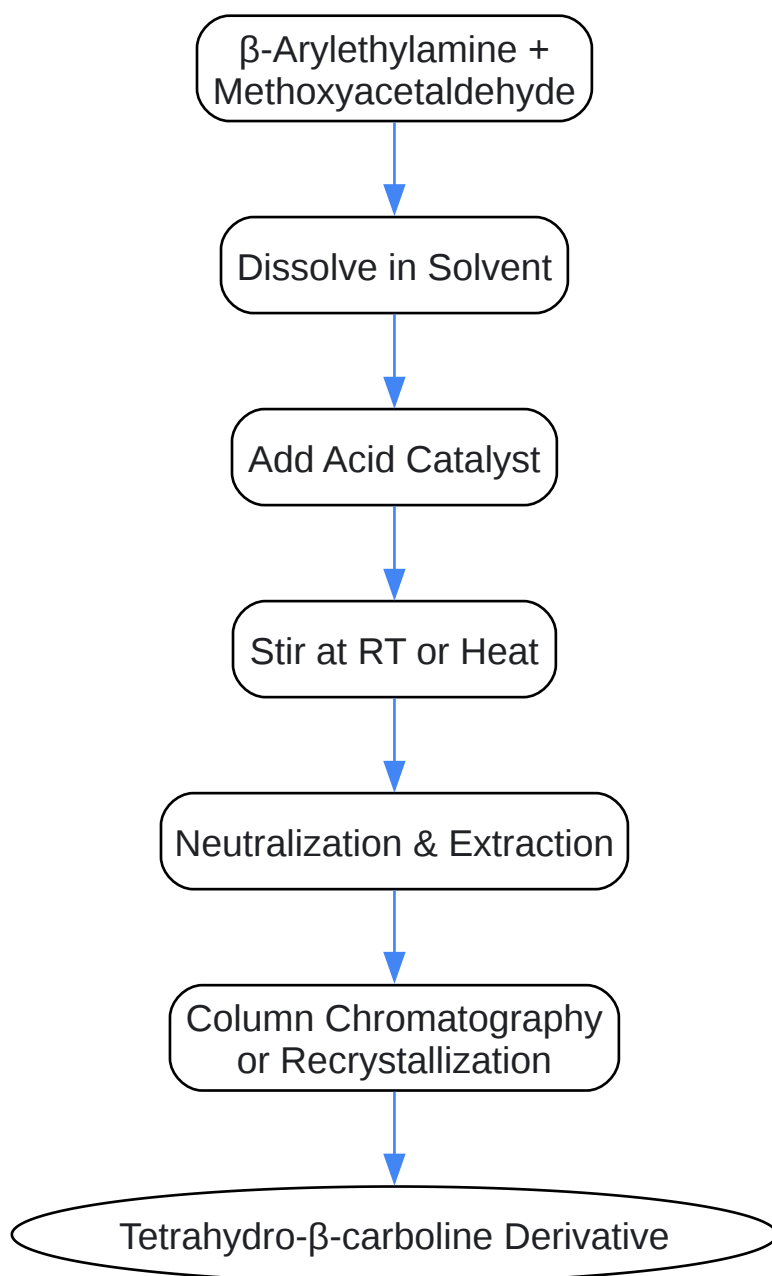 β-Arylethylamine +
Methoxyacetaldehyde
Dissolve in Solvent
Add Acid Catalyst
Stir at RT or Heat
Neutralization & Extraction
Column Chromatography
or Recrystallization
Tetrahydro-β-carboline Derivative